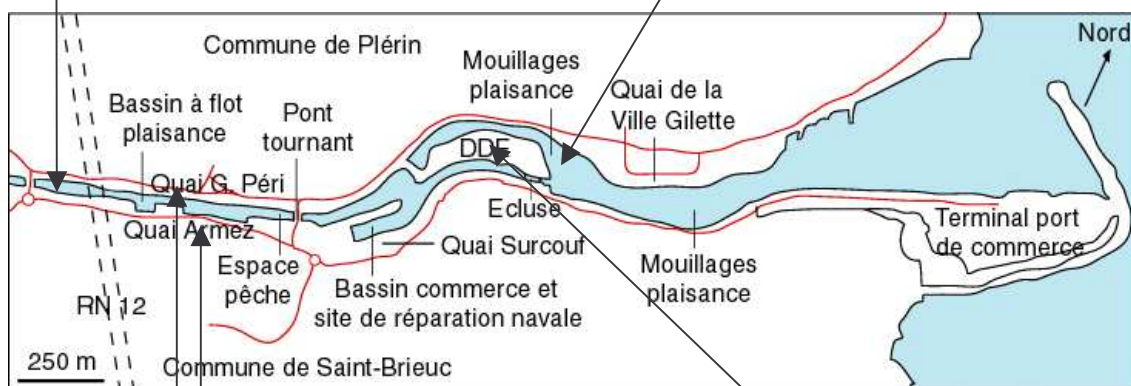 Commune de Plérin
Nord
Mouillages
plaisance
Bassin à flot
plaisance
Pont
tournant
Quai de la
Ville Gilette
DDE
Quai G. Péri
Ecluse
Quai Armez
Quai Surcouf
Terminal port
de commerce
Espace
pêche
Mouillages
plaisance
Bassin commerce et
site de réparation navale
RN 12
250 m
Commune de Saint-Brieuc